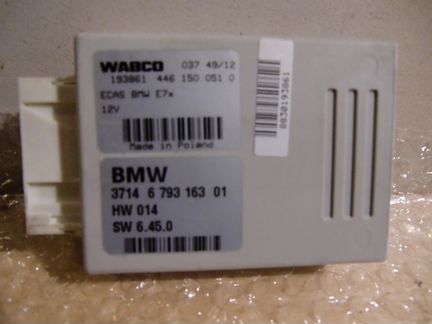 WABCO 037 49/12
193861 446 150 051 0
ECAS BMW E7x
12V
Made in Poland
8830193861
BMW
3714 6 793 163 01
HW 014
SW 6.45.0